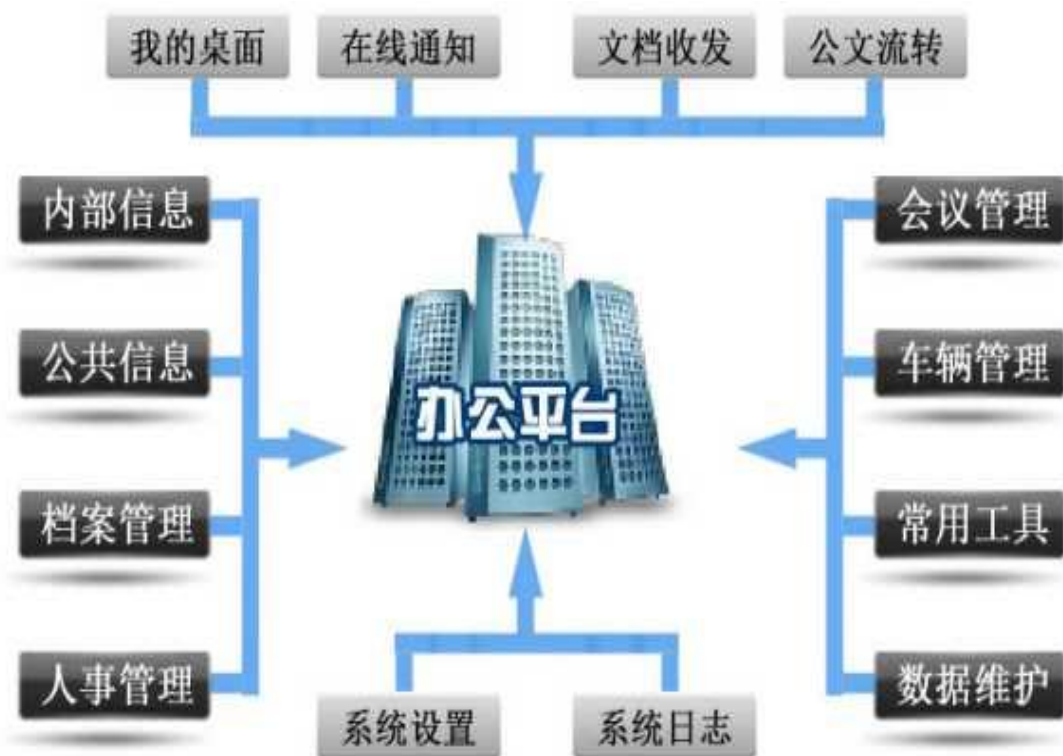 我的桌面
在线通知
文档收发
公文流转
内部信息
会议管理
公共信息
车辆管理
办公平台
档案管理
常用工具
人事管理
数据维护
系统设置
系统日志